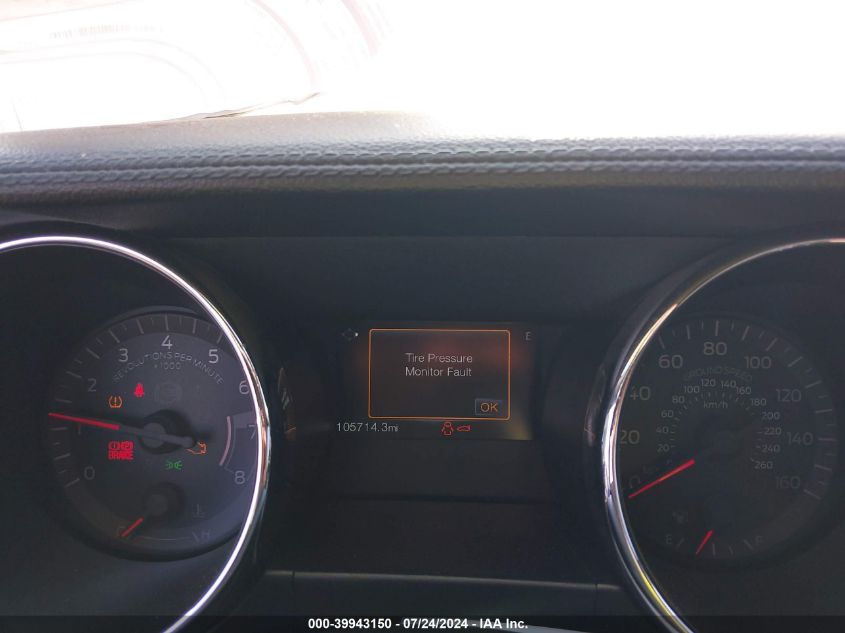 Tire Pressure
Monitor Fault
OK
E
105714.3mi
REVOLUTIONS PER MINUTE
×1000
0
1
2
3
4
5
6
7
8
BRAKE
C
H
GROUND SPEED
km/h
20
40
60
80
100
120
140
160
20
40
60
80
100
120
140
160
180
200
220
240
260
E
F
000-39943150 / 07/24/2024 - IAA Inc.